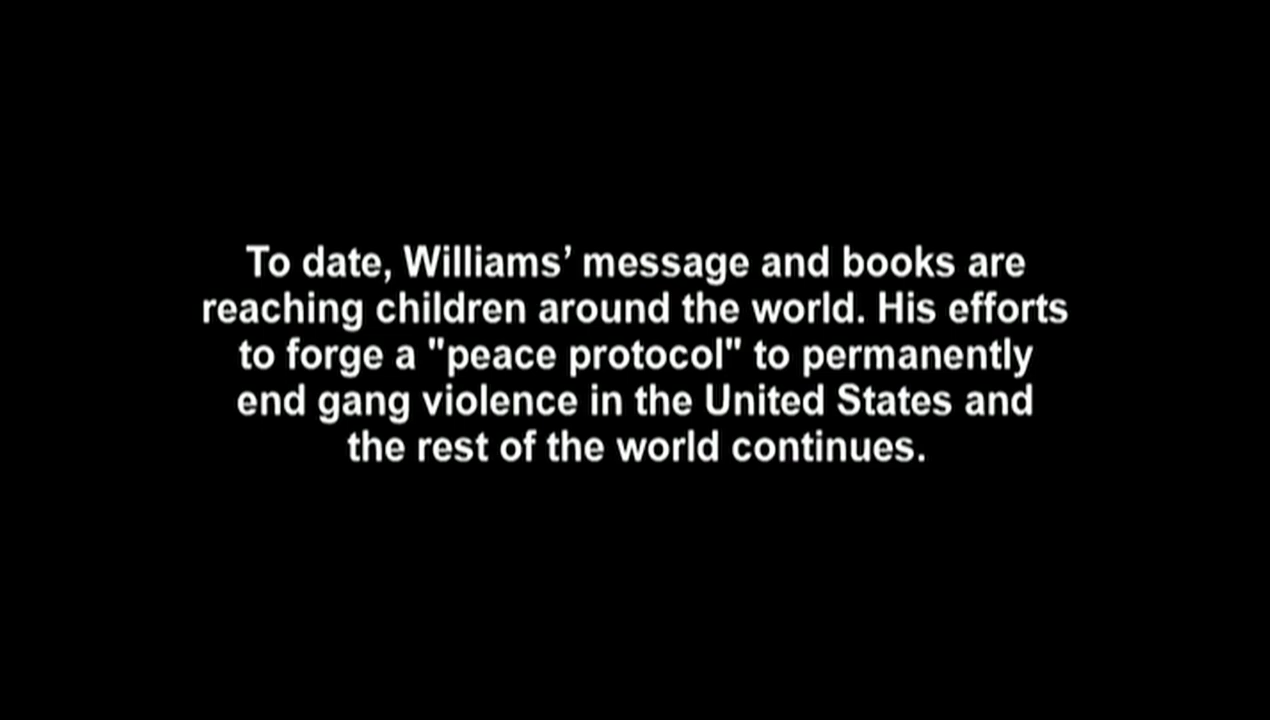 To date, Williams’ message and books are
reaching children around the world. His efforts
to forge a "peace protocol" to permanently
end gang violence in the United States and
the rest of the world continues.